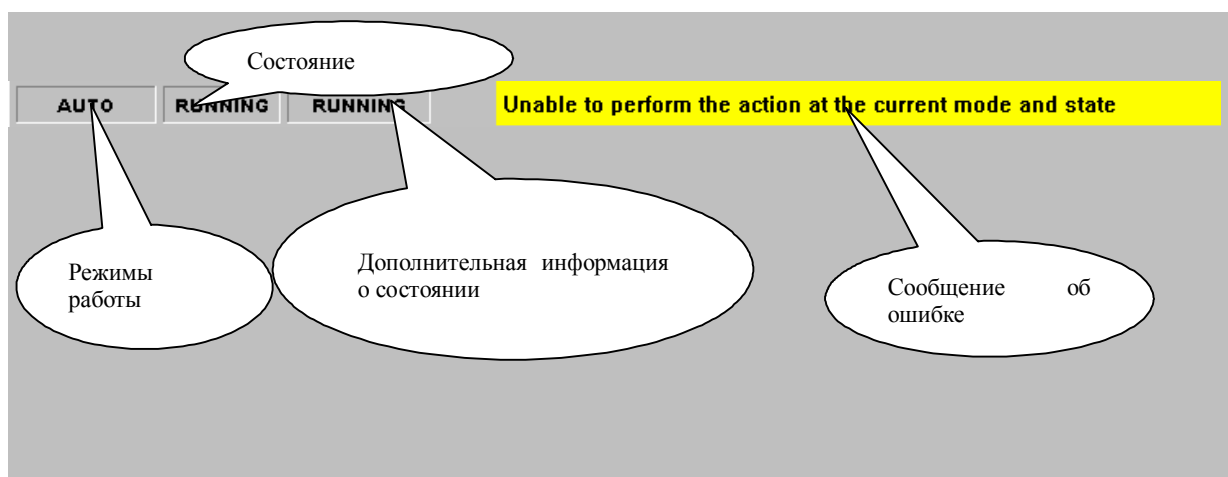 Состояние
AUTO RUNNING RUNNING Unable to perform the action at the current mode and state
Режимы
работы
Дополнительная информация
о состоянии
Сообщение об
ошибке